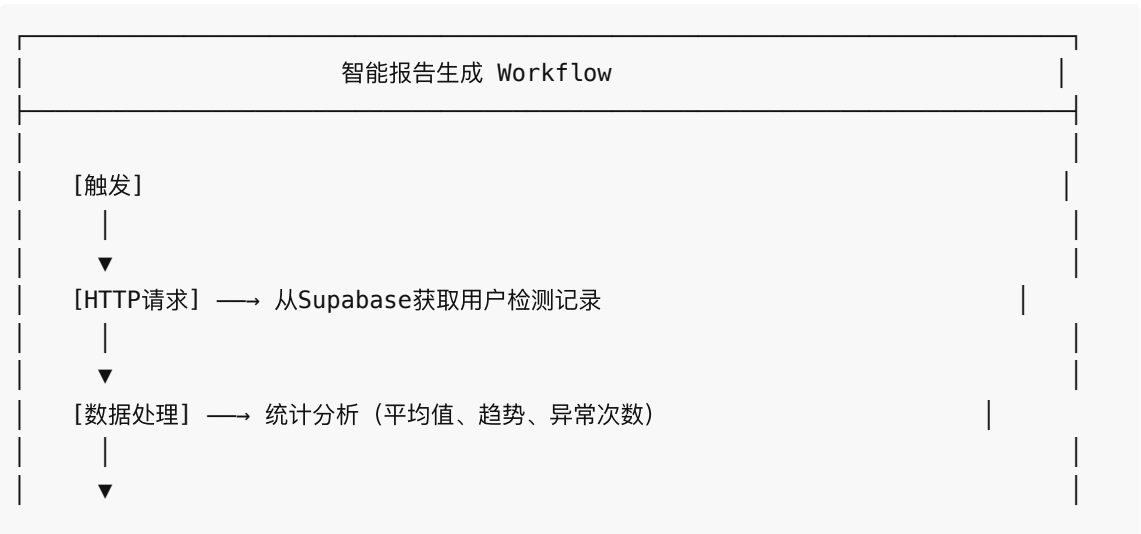 智能报告生成 Workflow
[触发]
▼
[HTTP请求] ──→ 从Supabase获取用户检测记录
▼
[数据处理] ──→ 统计分析（平均值、趋势、异常次数）
▼